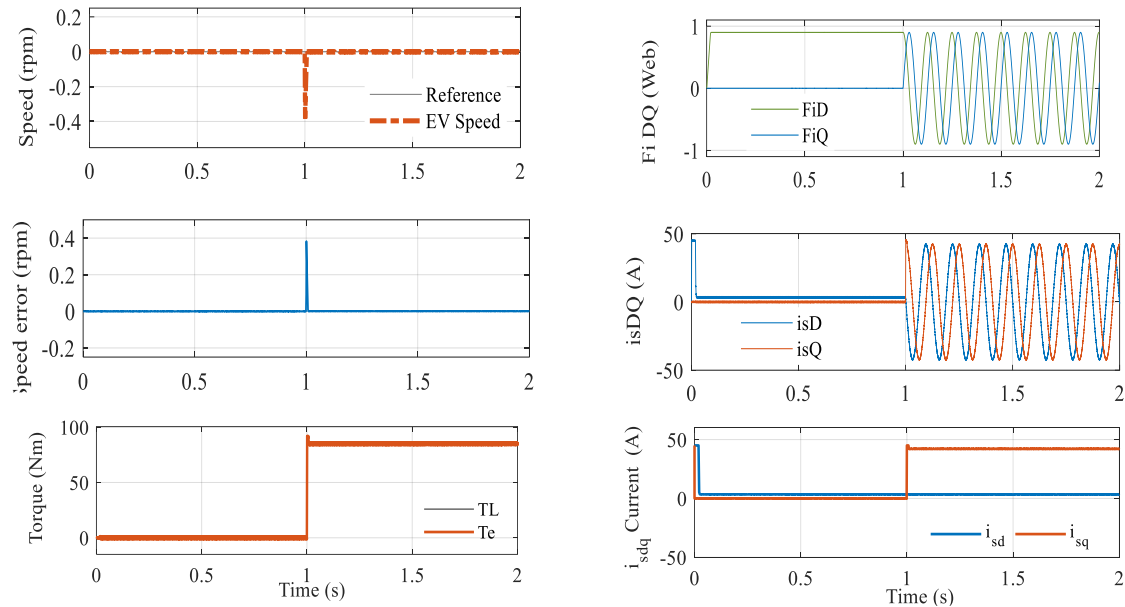 Speed (rpm)
0.2
0
-0.2
-0.4
Reference
EV Speed
0
0.5
1
1.5
2
Speed error (rpm)
0.4
0.2
0
-0.2
0
0.5
1
1.5
2
Torque (Nm)
100
50
0
TL
Te
0
0.5
1
1.5
2
Time (s)
Fi DQ (Web)
1
0
-1
FiD
FiQ
0
0.5
1
1.5
2
isDQ (A)
50
0
-50
isD
isQ
0
0.5
1
1.5
2
i_sdq Current (A)
50
0
-50
i_sd
i_sq
0
0.5
1
1.5
2
Time (s)